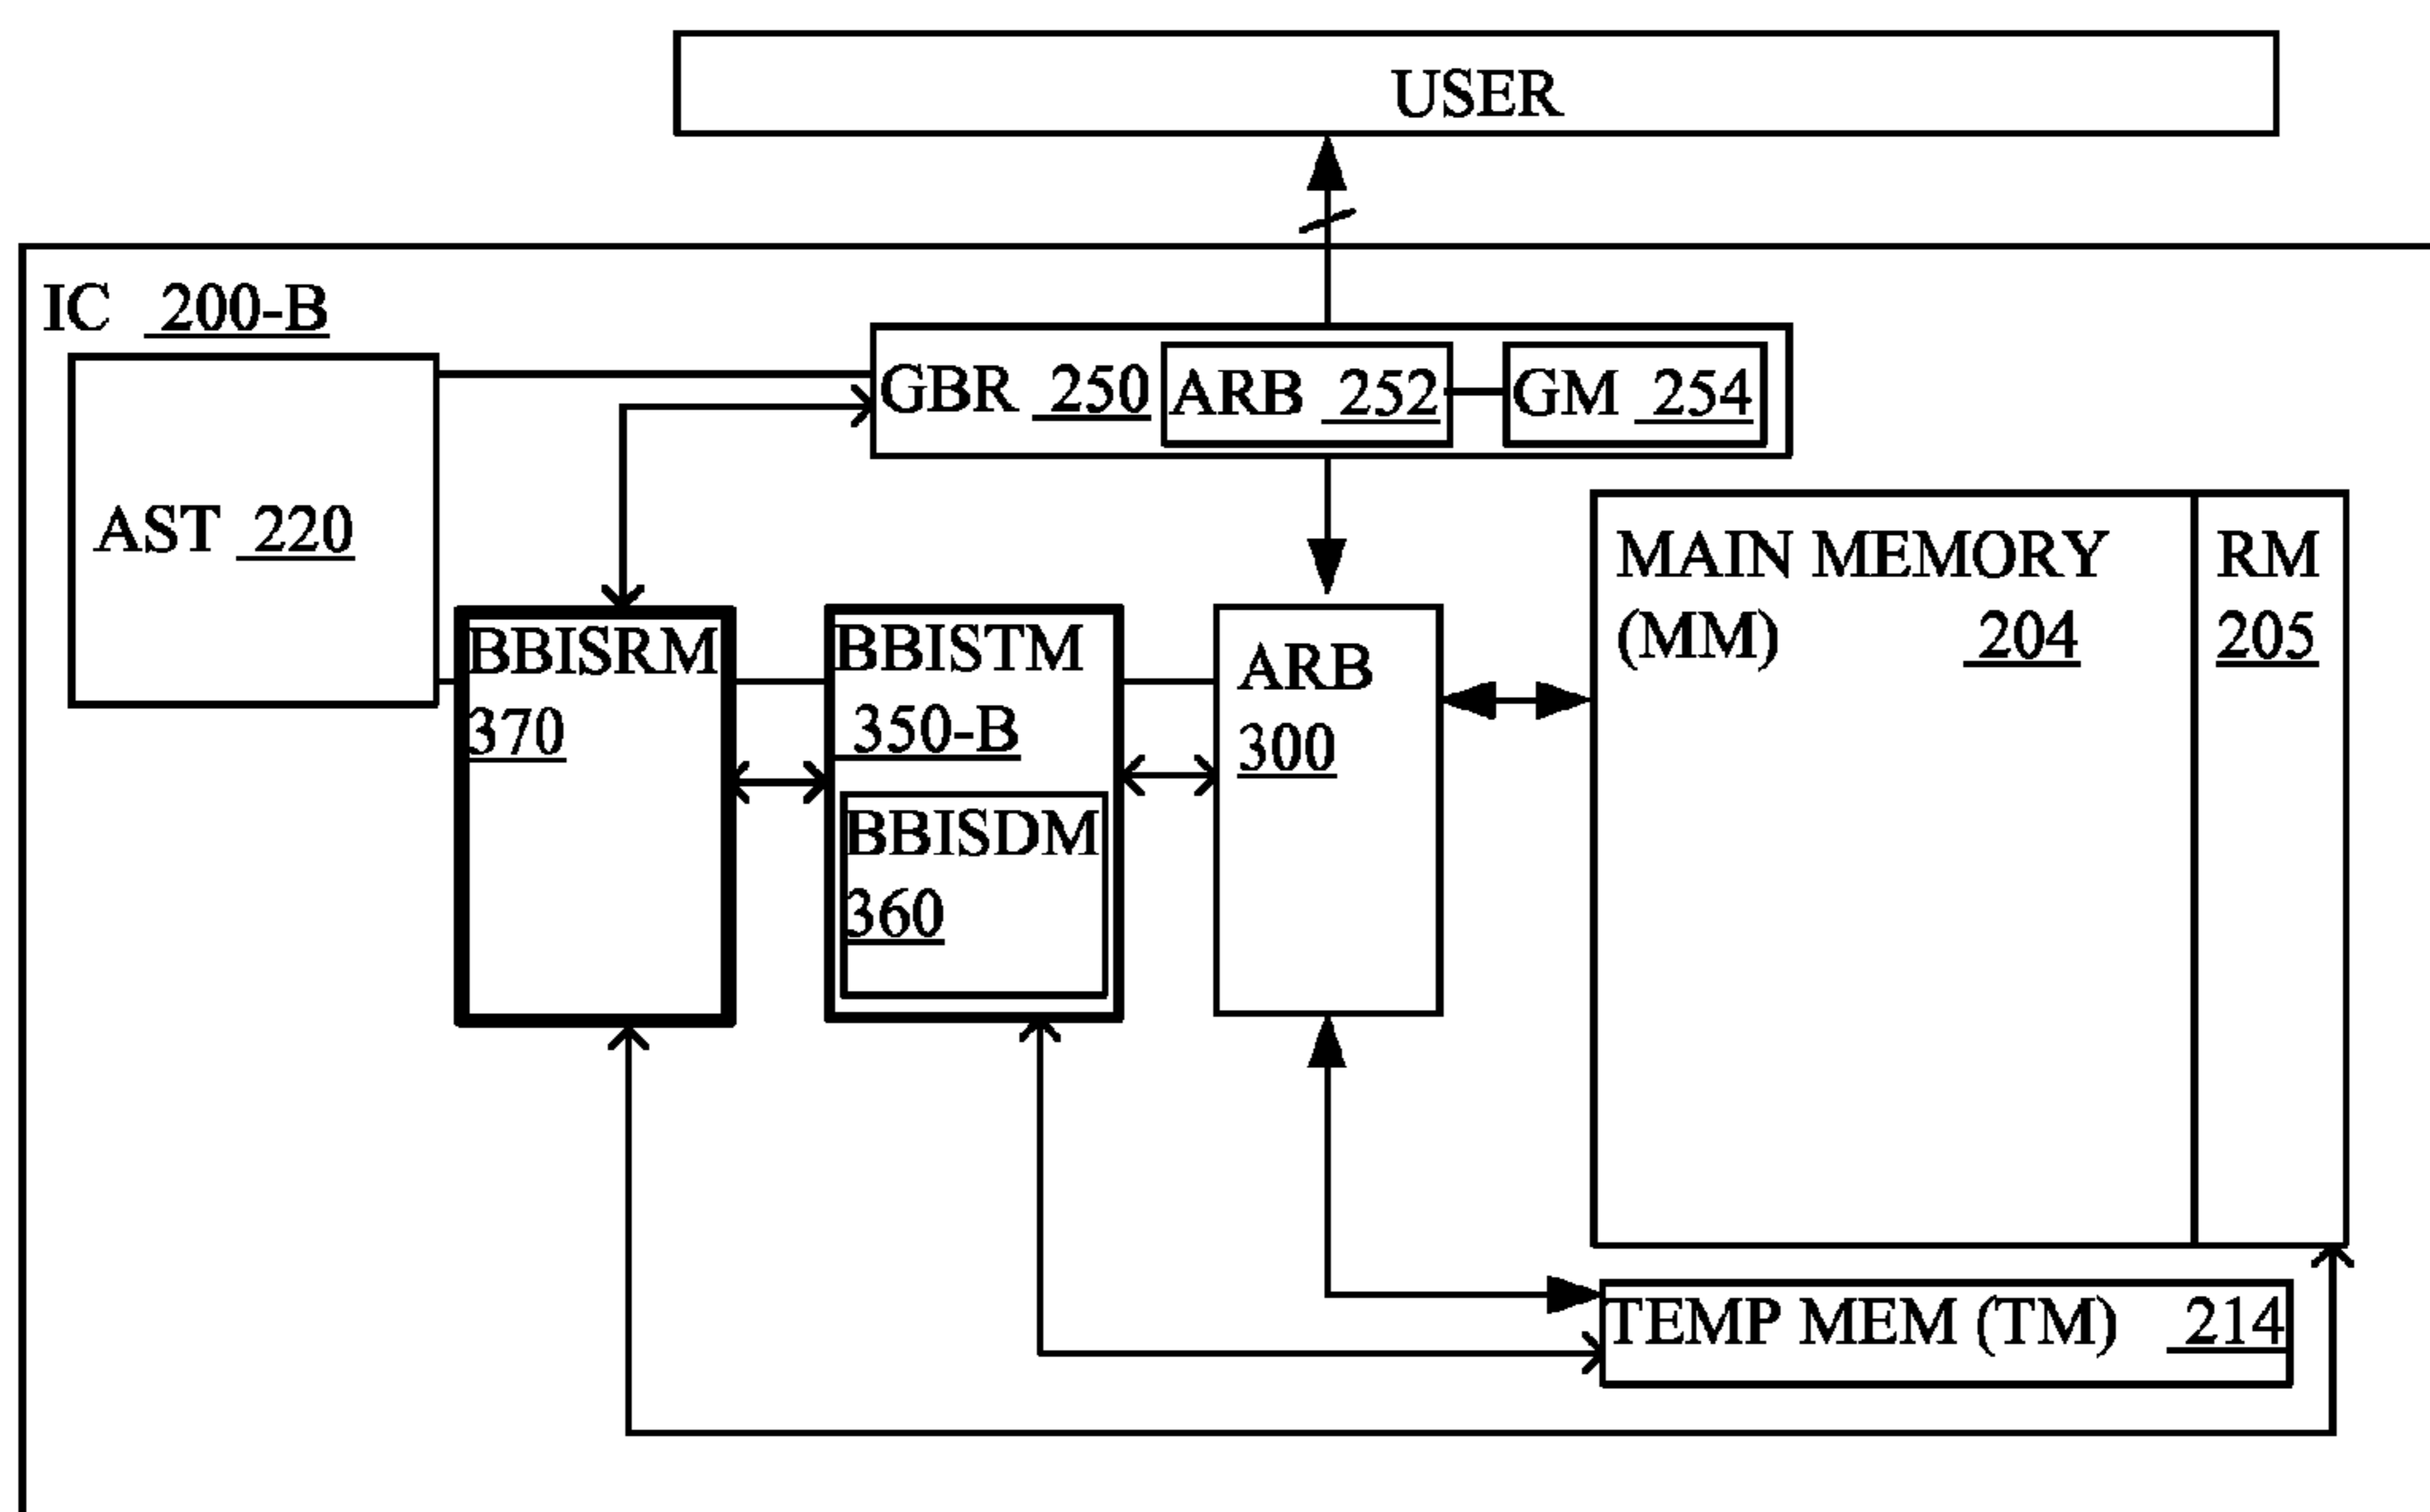 USER
IC 200-B
GBR 250
ARB 252
GM 254
AST 220
MAIN MEMORY
(MM) 204
RM
205
BBISRM
370
BBISTM
350-B
BBISDM
360
ARB
300
TEMP MEM (TM) 214